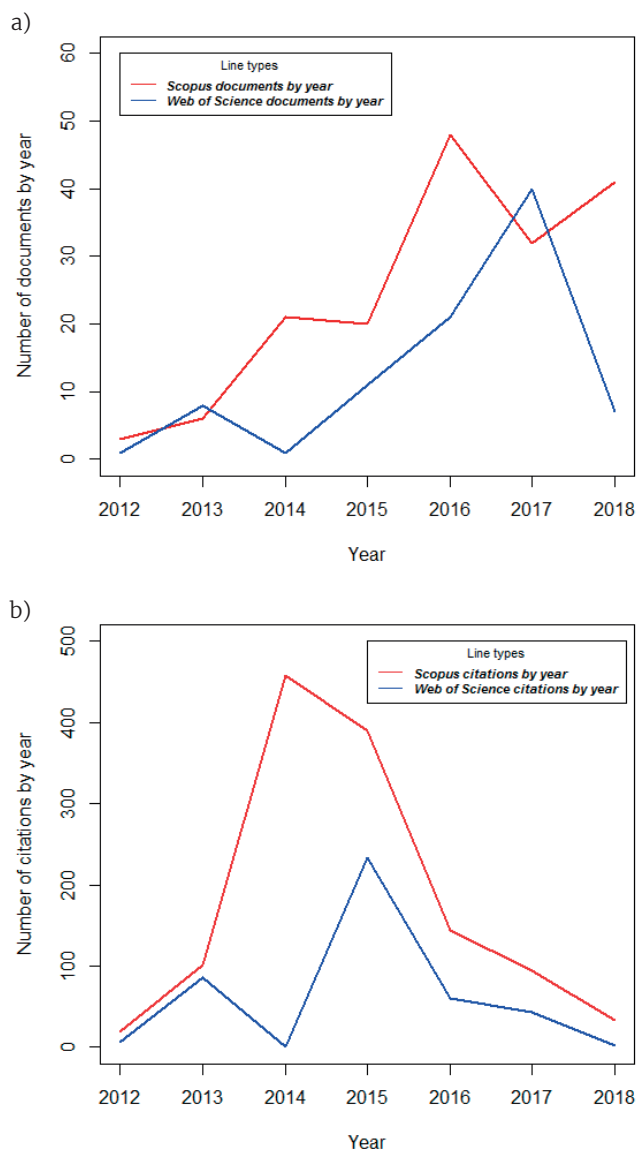 a)
Line types
Scopus documents by year
Web of Science documents by year
Number of documents by year
60
50
40
30
20
10
0
2012 2013 2014 2015 2016 2017 2018
Year
b)
Line types
Scopus citations by year
Web of Science citations by year
Number of citations by year
500
400
300
200
100
0
2012 2013 2014 2015 2016 2017 2018
Year